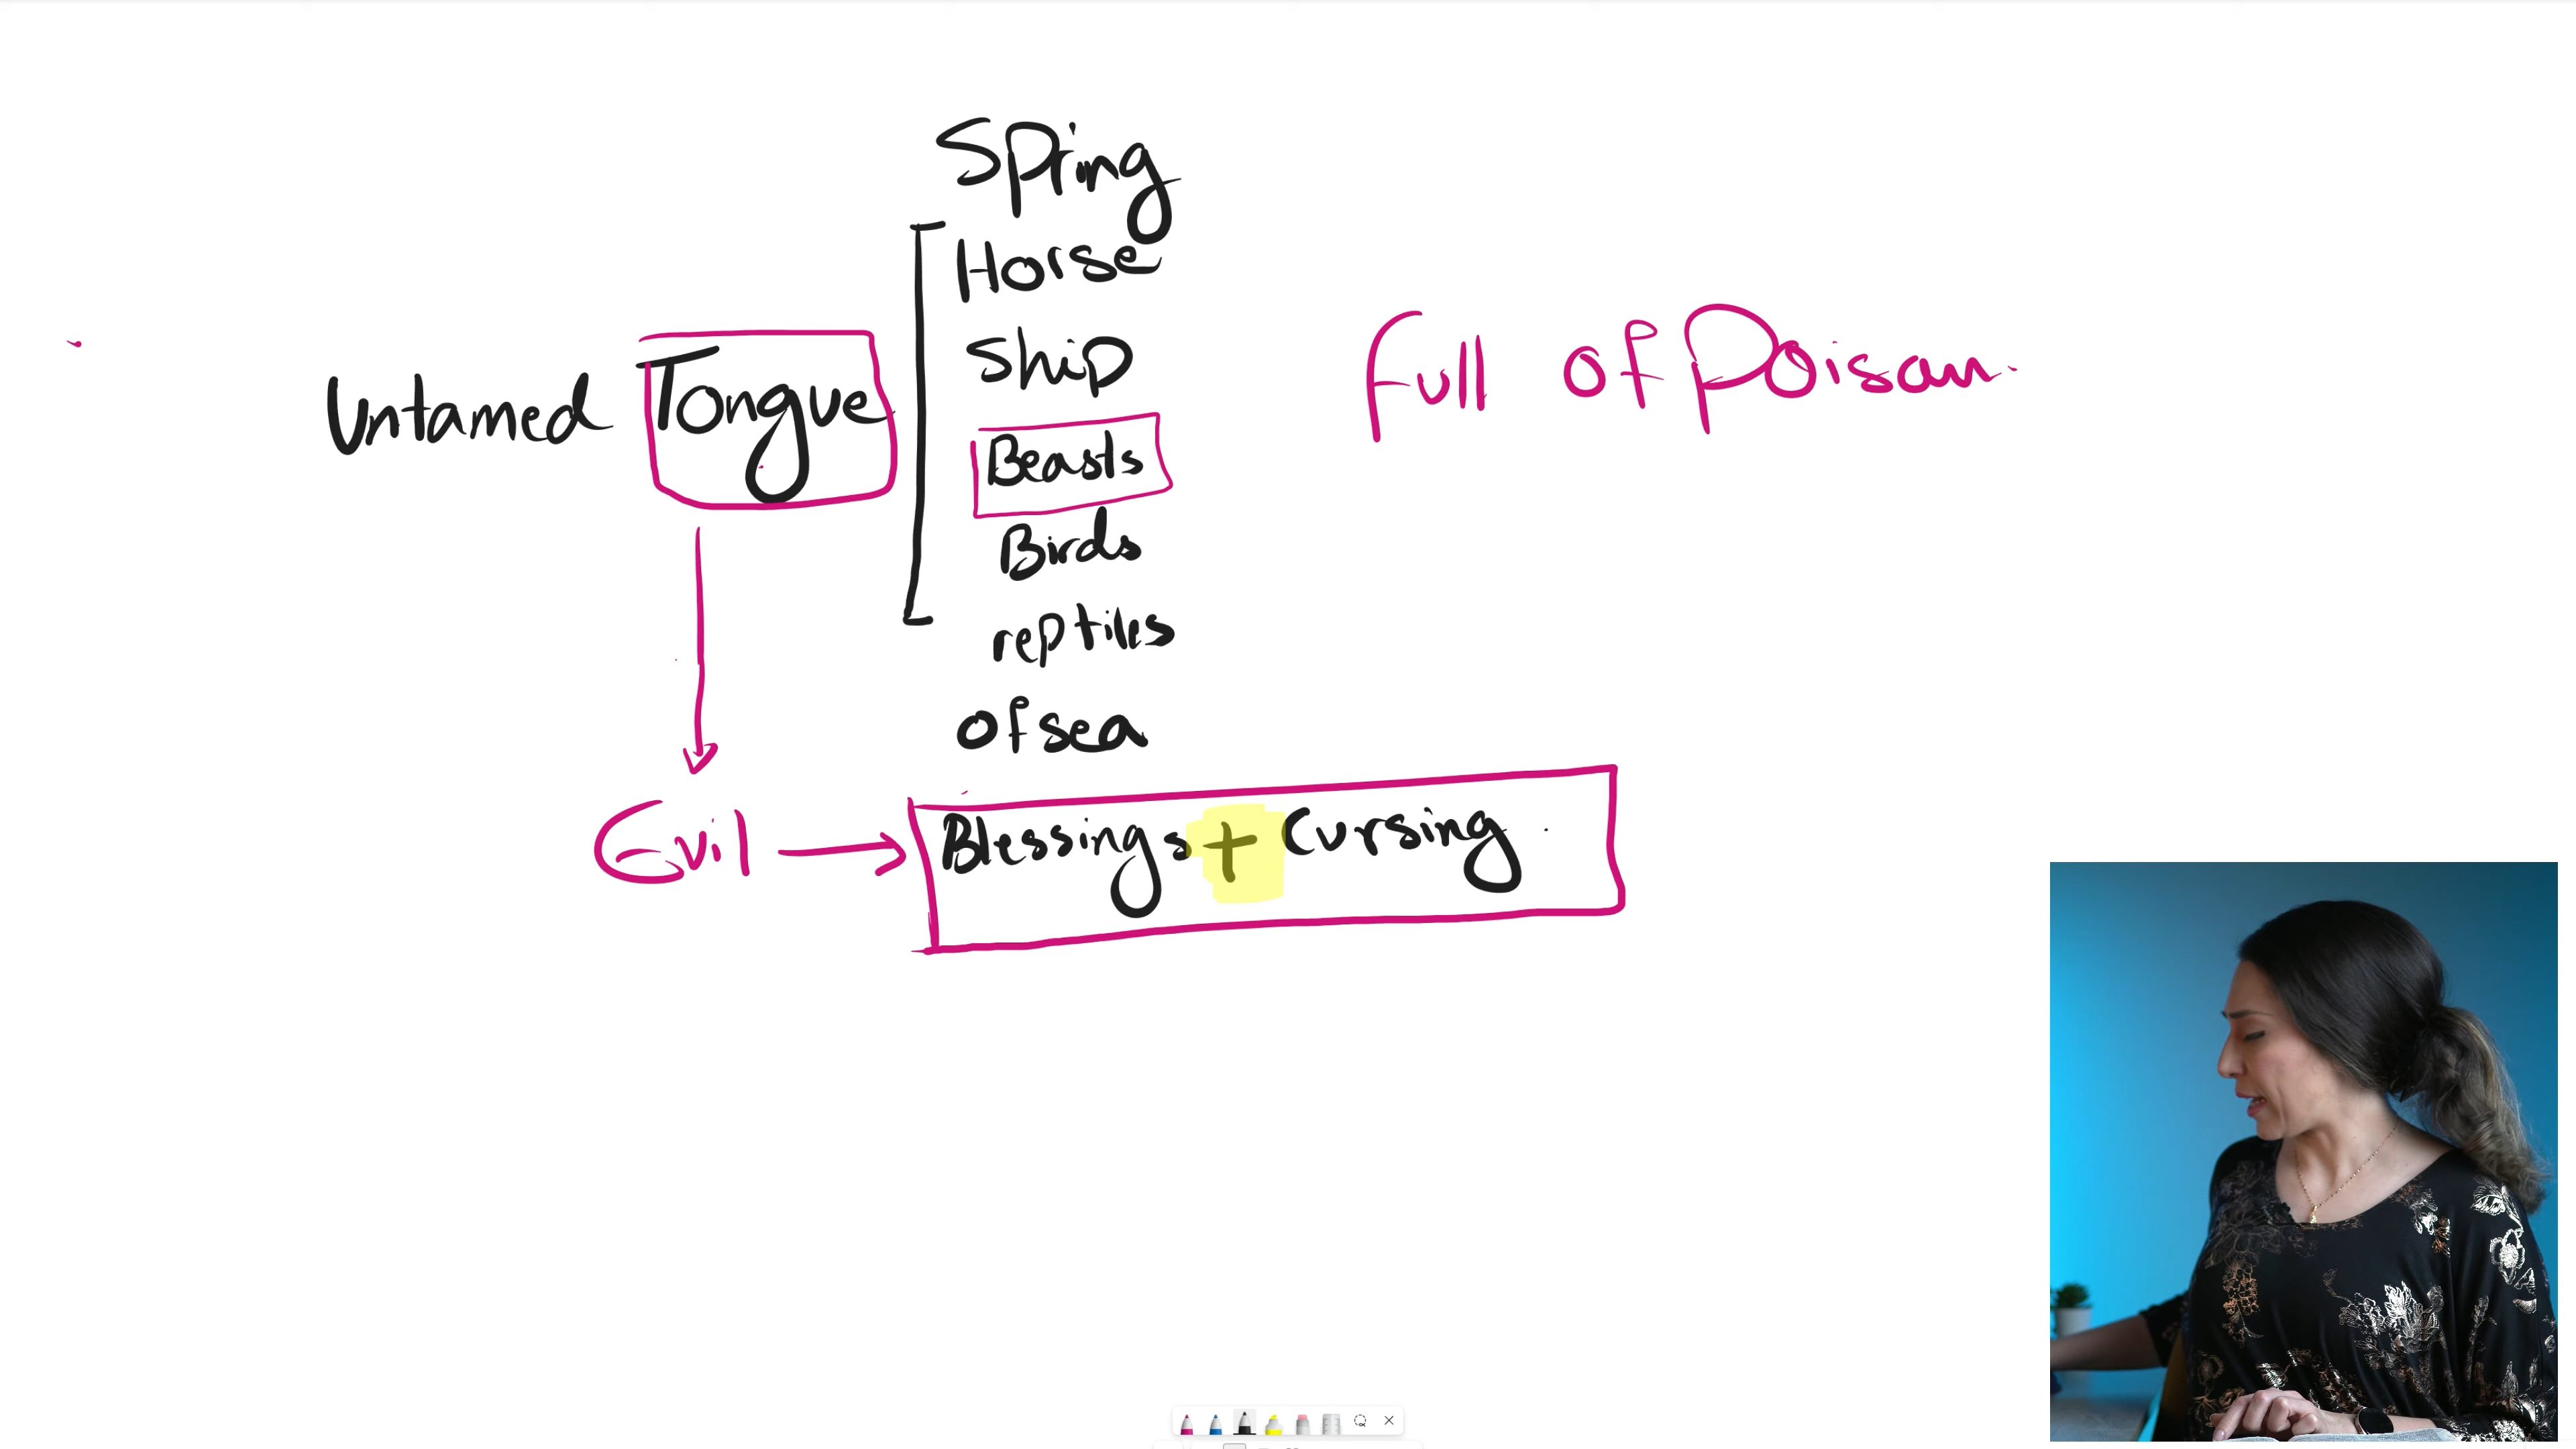 Spring
Horse
Ship
Untamed Tongue
Beasts
Full of Poison.
Birds
reptiles
of sea
Evil → Blessings + Cursing.